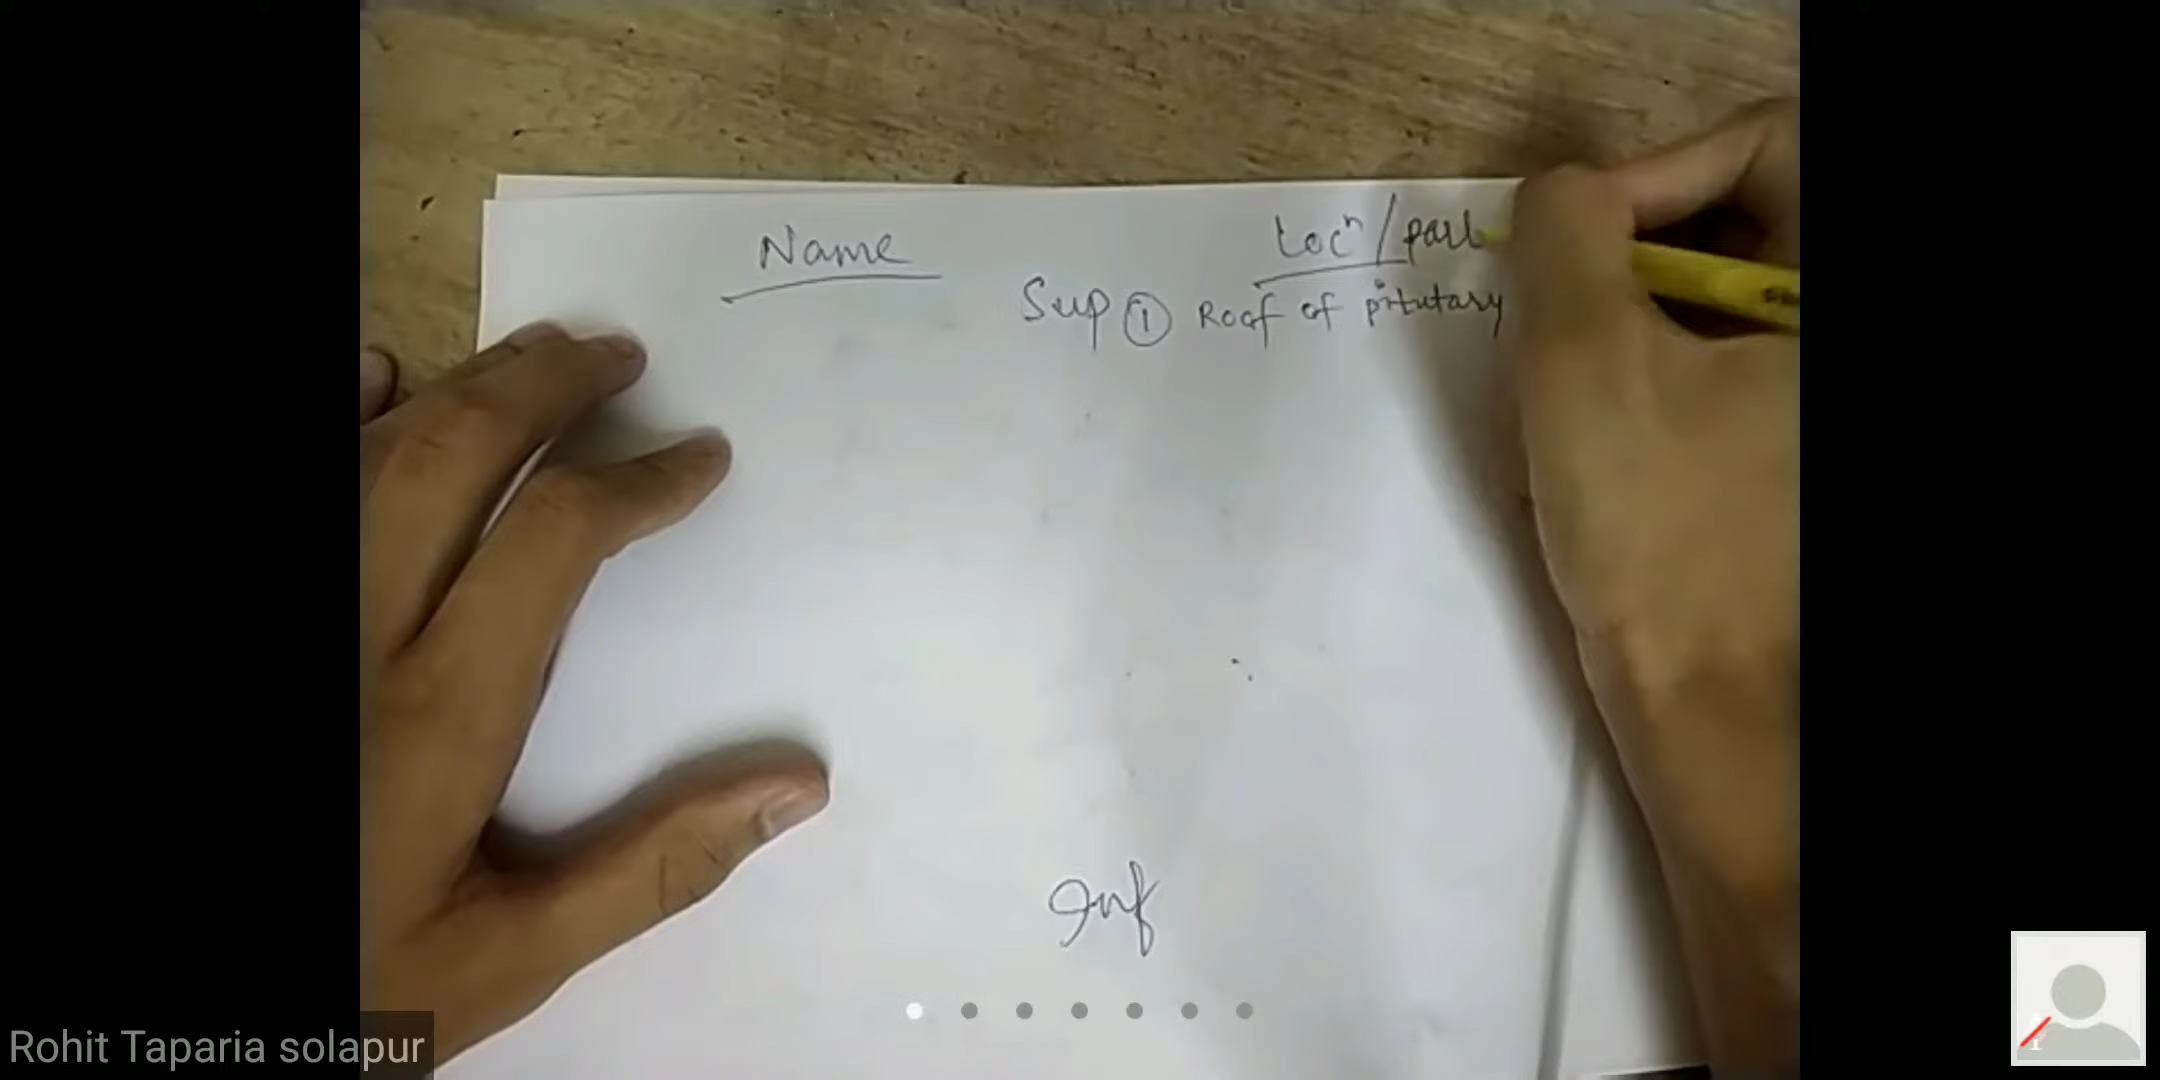 Name Locn/part
Sup ① Roof of pitutary
Inf
Rohit Taparia solapur